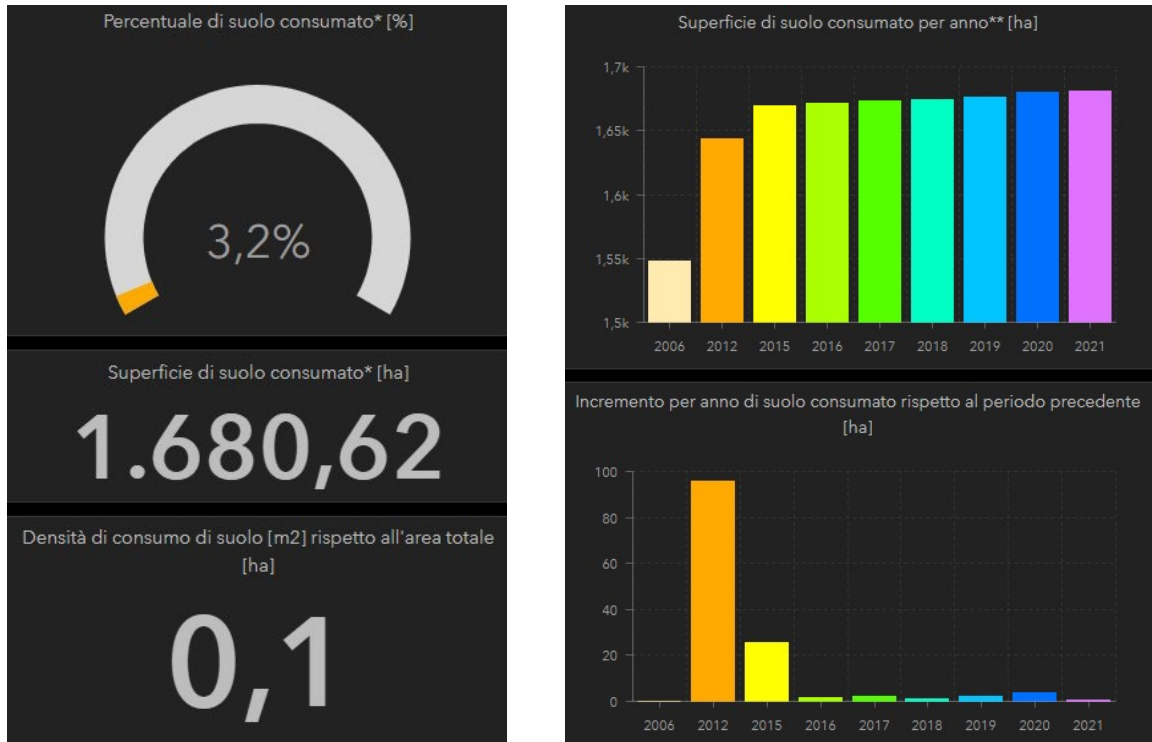 Percentuale di suolo consumato* [%]
3,2%
Superficie di suolo consumato* [ha]
1.680,62
Densità di consumo di suolo [m2] rispetto all'area totale
[ha]
0,1
Superficie di suolo consumato per anno** [ha]
1,7k
1,65k
1,6k
1,55k
1,5k
2006 2012 2015 2016 2017 2018 2019 2020 2021
Incremento per anno di suolo consumato rispetto al periodo precedente
[ha]
100
80
60
40
20
0
2006 2012 2015 2016 2017 2018 2019 2020 2021